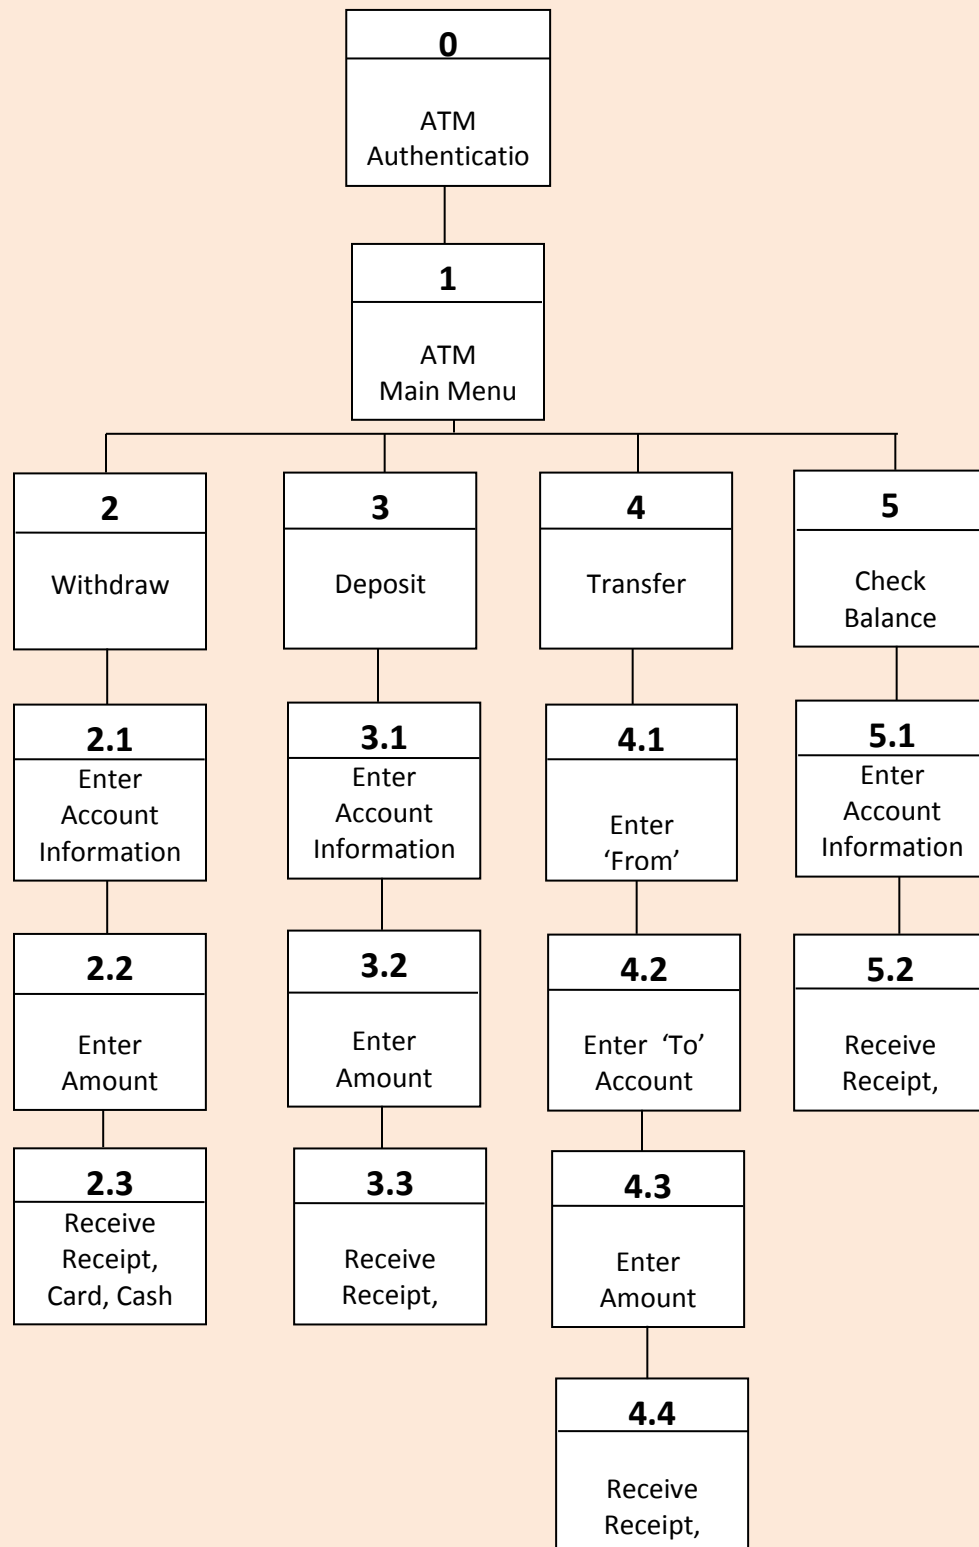 0
ATM
Authenticatio
1
ATM
Main Menu
2
Withdraw
3
Deposit
4
Transfer
5
Check
Balance
2.1
Enter
Account
Information
3.1
Enter
Account
Information
4.1
Enter
‘From’
5.1
Enter
Account
Information
2.2
Enter
Amount
3.2
Enter
Amount
4.2
Enter ‘To’
Account
5.2
Receive
Receipt,
2.3
Receive
Receipt,
Card, Cash
3.3
Receive
Receipt,
4.3
Enter
Amount
4.4
Receive
Receipt,